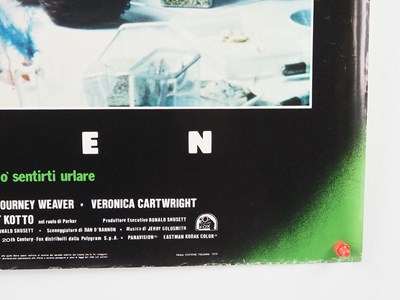 E N
ò sentirti urlare
OURNEY WEAVER • VERONICA CARTWRIGHT
KOTTO nel ruolo di Parker Produttore Esecutivo RONALD SHUSETT
RONALD SHUSETT • Sceneggiatura di DAN O'BANNON • Musica di JERRY GOLDSMITH
20th Century-Fox distribuiti dalla Polygram S.p.A. • PANAVISION® EASTMAN KODAK COLOR®